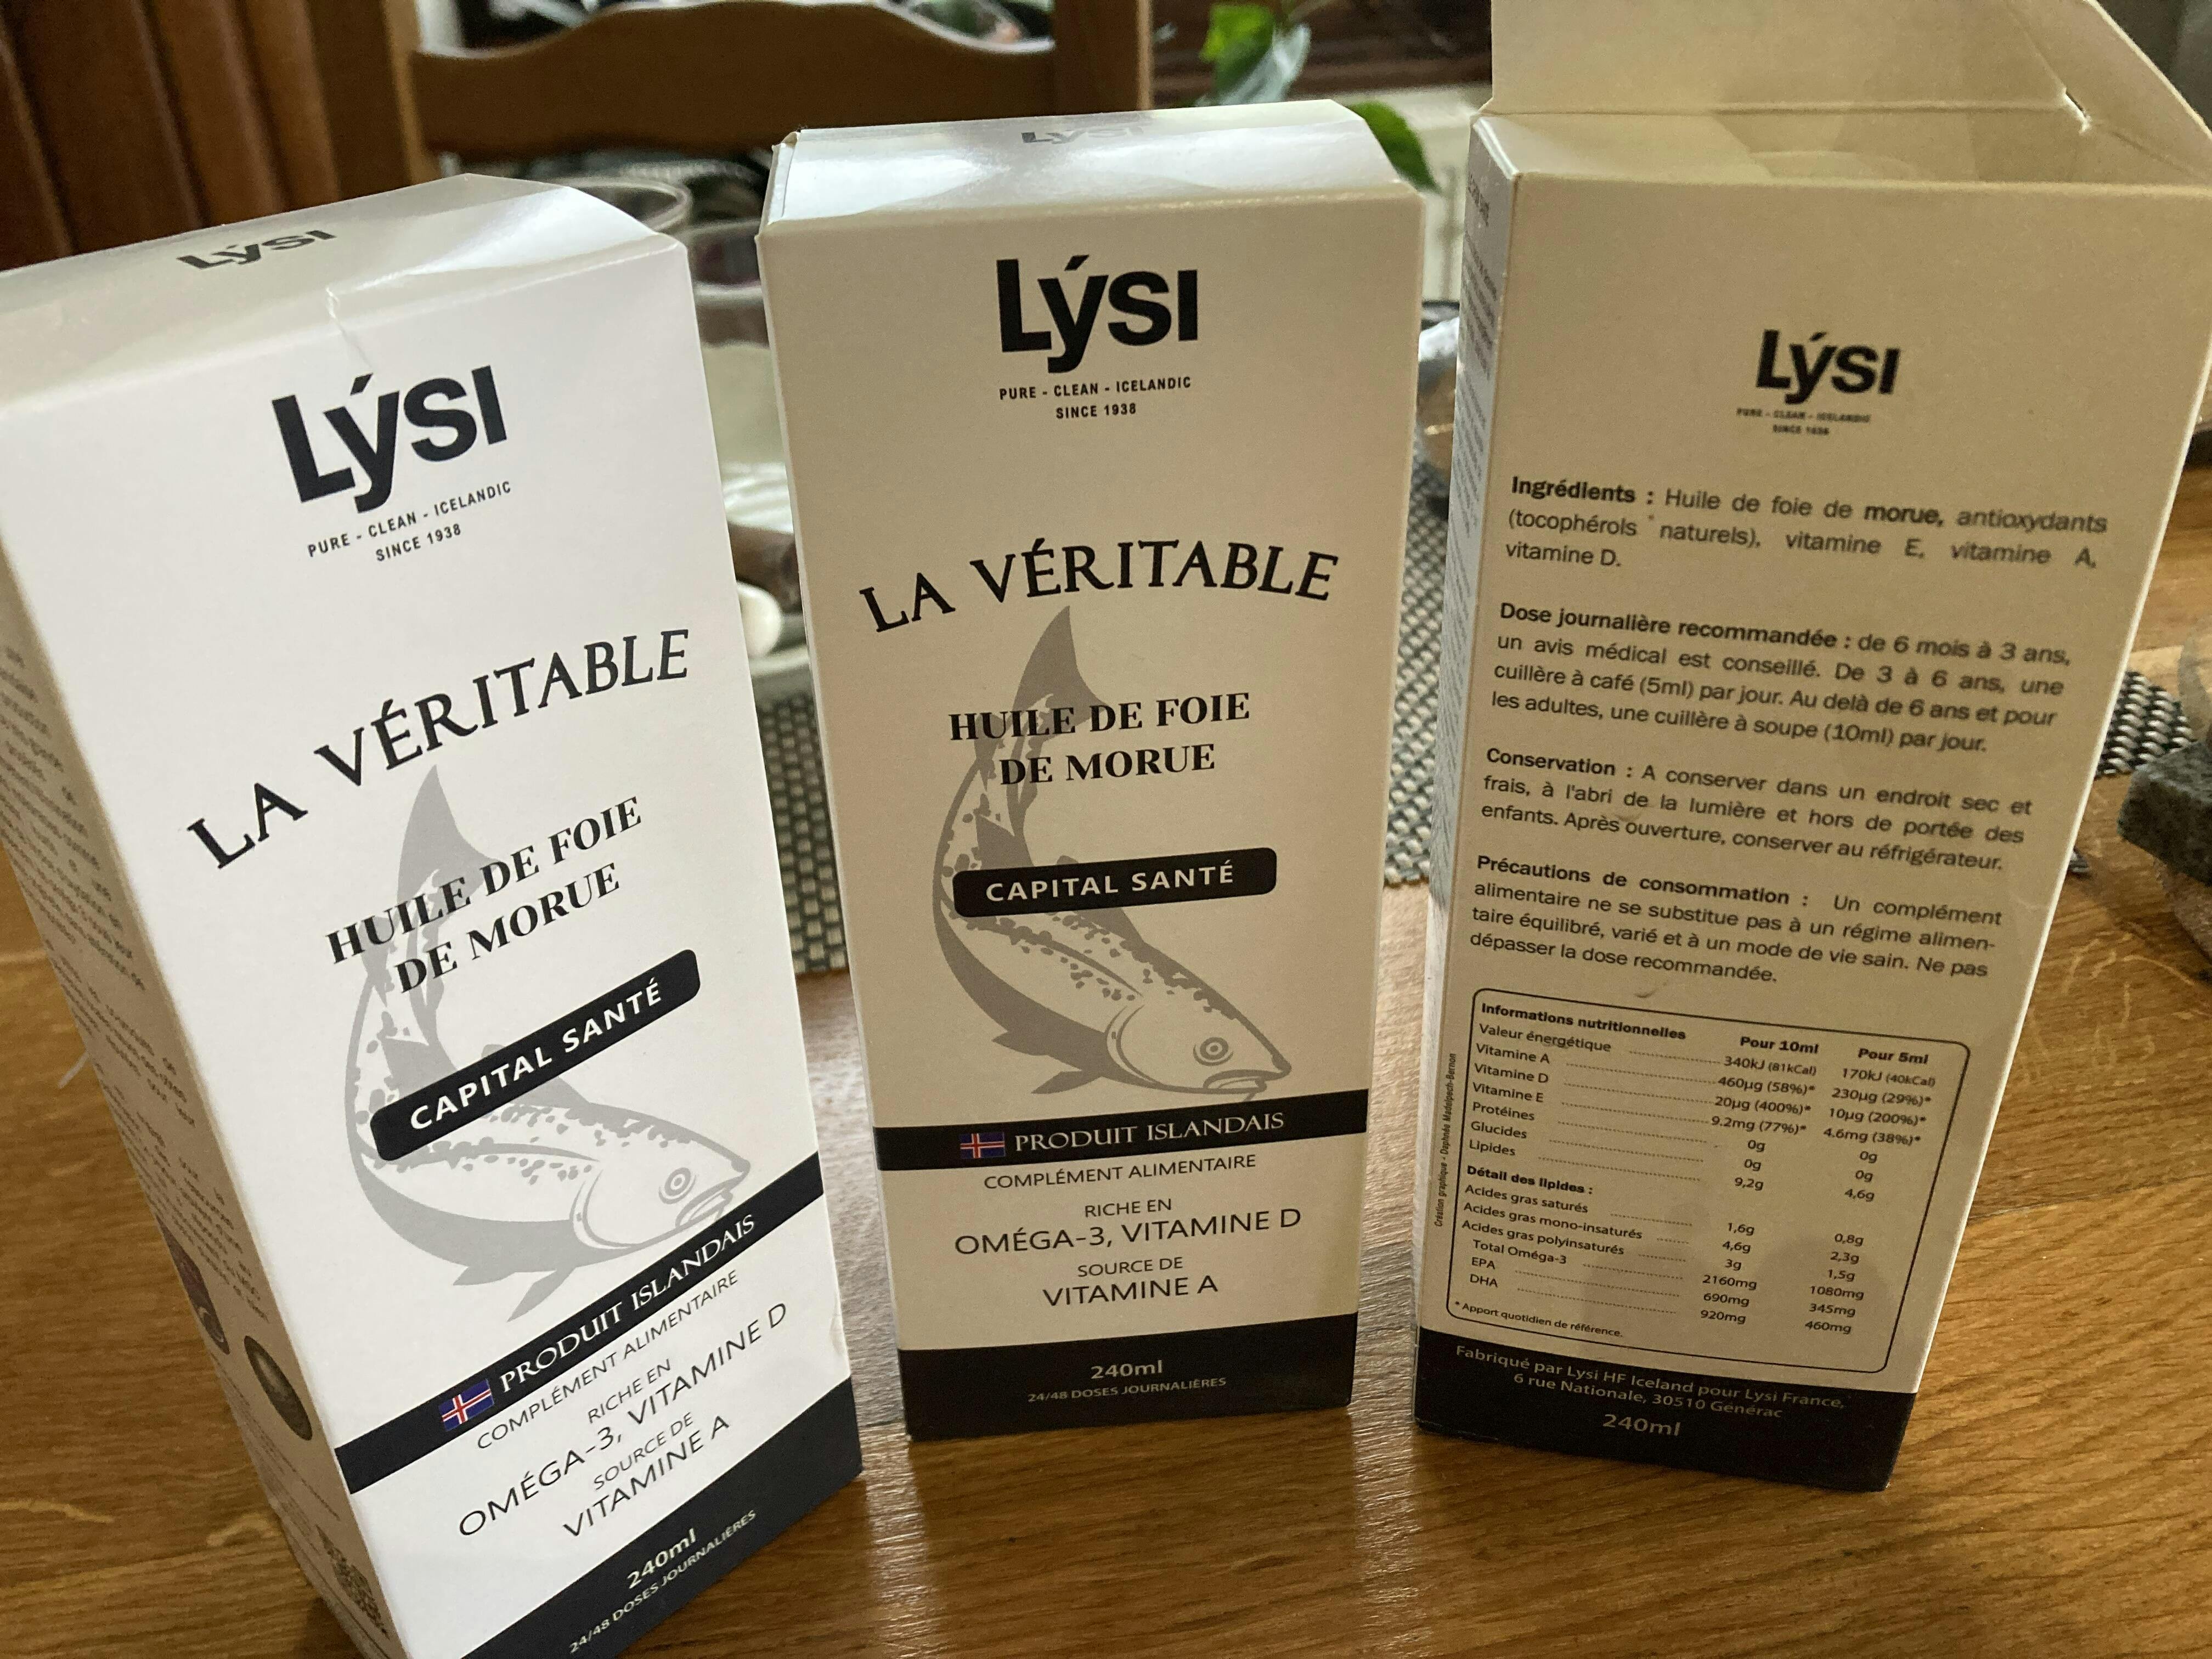 Lýsi
Lýsi
PURE - CLEAN - ICELANDIC
SINCE 1938
LA VÉRITABLE
HUILE DE FOIE
DE MORUE
CAPITAL SANTÉ
PRODUIT ISLANDAIS
COMPLÉMENT ALIMENTAIRE
RICHE EN
OMÉGA-3, VITAMINE D
SOURCE DE
VITAMINE A
240ml
24/48 DOSES JOURNALIÈRES
Lýsi
Lýsi
PURE - CLEAN - ICELANDIC
SINCE 1938
LA VÉRITABLE
HUILE DE FOIE
DE MORUE
CAPITAL SANTÉ
PRODUIT ISLANDAIS
COMPLÉMENT ALIMENTAIRE
RICHE EN
OMÉGA-3, VITAMINE D
SOURCE DE
VITAMINE A
240ml
24/48 DOSES JOURNALIÈRES
Lýsi
PURE - CLEAN - ICELANDIC
SINCE 1938
Ingrédients : Huile de foie de morue, antioxydants
(tocophérols naturels), vitamine E, vitamine A,
vitamine D.
Dose journalière recommandée : de 6 mois à 3 ans,
un avis médical est conseillé. De 3 à 6 ans, une
cuillère à café (5ml) par jour. Au delà de 6 ans et pour
les adultes, une cuillère à soupe (10ml) par jour.
Conservation : A conserver dans un endroit sec et
frais, à l'abri de la lumière et hors de portée des
enfants. Après ouverture, conserver au réfrigérateur.
Précautions de consommation : Un complément
alimentaire ne se substitue pas à un régime alimen-
taire équilibré, varié et à un mode de vie sain. Ne pas
dépasser la dose recommandée.
Informations nutritionnelles Pour 10ml Pour 5ml
Valeur énergétique 340kJ (81kCal) 170kJ (40kCal)
Vitamine A 460µg (58%)* 230µg (29%)*
Vitamine D 20µg (400%)* 10µg (200%)*
Vitamine E 9.2mg (77%)* 4.6mg (38%)*
Protéines 0g 0g
Glucides 0g 0g
Lipides 9,2g 4,6g
Détail des lipides :
Acides gras saturés 1,6g 0,8g
Acides gras mono-insaturés 4,6g 2,3g
Acides gras polyinsaturés 3g 1,5g
Total Oméga-3 2160mg 1080mg
EPA 690mg 345mg
DHA 920mg 460mg
* Apport quotidien de référence.
Création graphique - Daphnée Madelpech-Bernon
Fabriqué par Lysi HF Iceland pour Lysi France,
6 rue Nationale, 30510 Générac
240ml